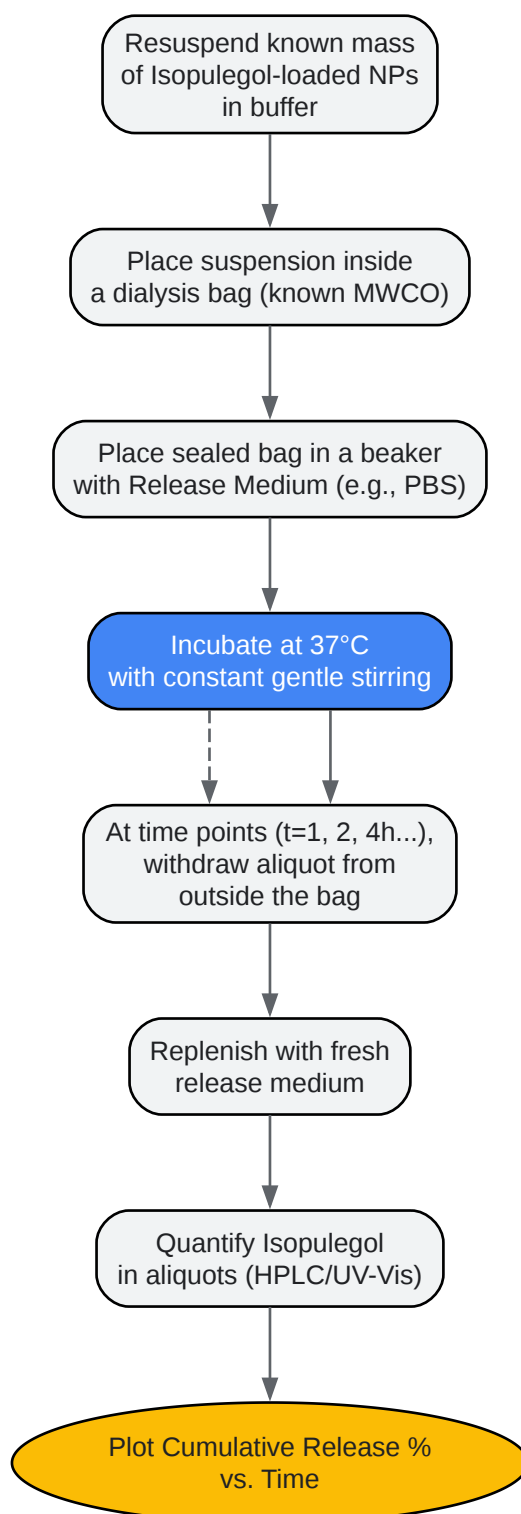 Resuspend known mass
of Isopulegol-loaded NPs
in buffer
Place suspension inside
a dialysis bag (known MWCO)
Place sealed bag in a beaker
with Release Medium (e.g., PBS)
Incubate at 37°C
with constant gentle stirring
At time points (t=1, 2, 4h...),
withdraw aliquot from
outside the bag
Replenish with fresh
release medium
Quantify Isopulegol
in aliquots (HPLC/UV-Vis)
Plot Cumulative Release %
vs. Time